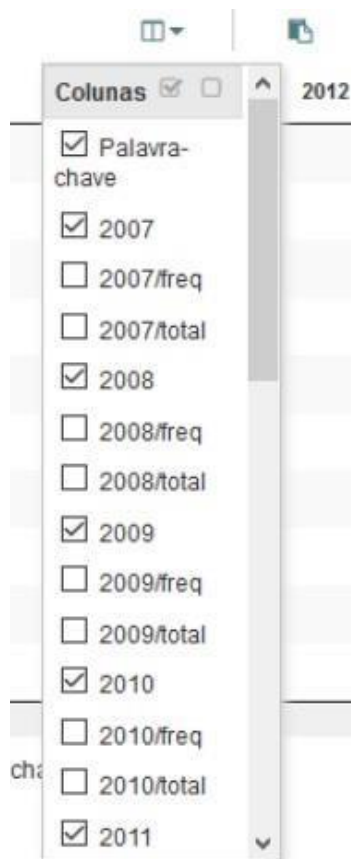 Colunas
2012
Palavra-
chave
2007
2007/freq
2007/total
2008
2008/freq
2008/total
2009
2009/freq
2009/total
2010
2010/freq
2010/total
2011
cha